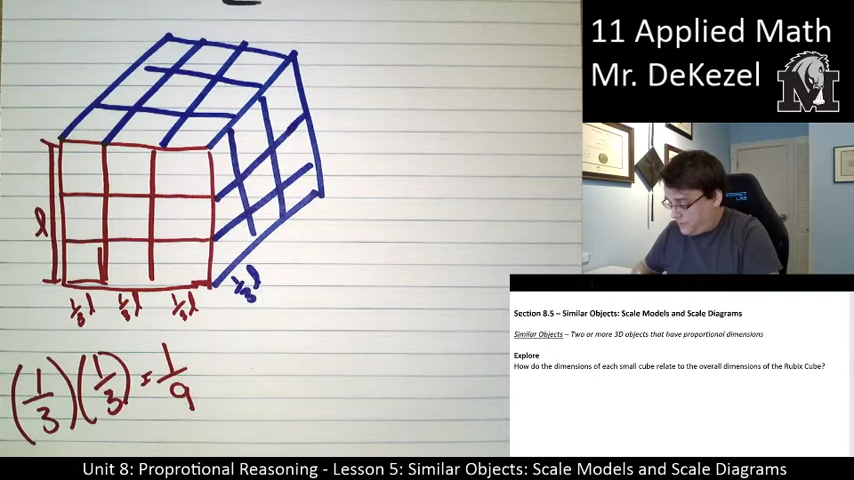 11 Applied Math
Mr. DeKezel
M
l
1/3 l 1/3 l 1/3 l
1/3 l
(1/3)(1/3) = 1/9
Section 8.5 – Similar Objects: Scale Models and Scale Diagrams
Similar Objects – Two or more 3D objects that have proportional dimensions
Explore
How do the dimensions of each small cube relate to the overall dimensions of the Rubix Cube?
Unit 8: Proprotional Reasoning - Lesson 5: Similar Objects: Scale Models and Scale Diagrams